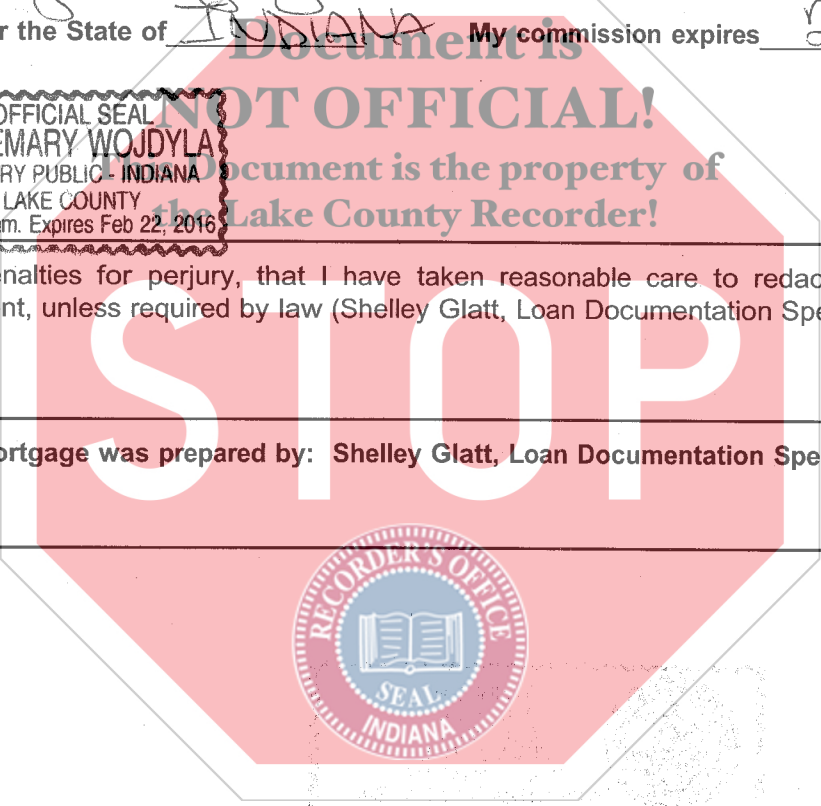 r the State of INDIANA My commission expires
Document is
NOT OFFICIAL!
This Document is the property of
the Lake County Recorder!
OFFICIAL SEAL
EMARY WOJDYLA
RY PUBLIC - INDIANA
LAKE COUNTY
m. Expires Feb 22, 2016
enalties for perjury, that I have taken reasonable care to redac
nt, unless required by law (Shelley Glatt, Loan Documentation Spe
STOP
ortgage was prepared by: Shelley Glatt, Loan Documentation Spe
RECORDER'S OFFICE
SEAL
INDIANA